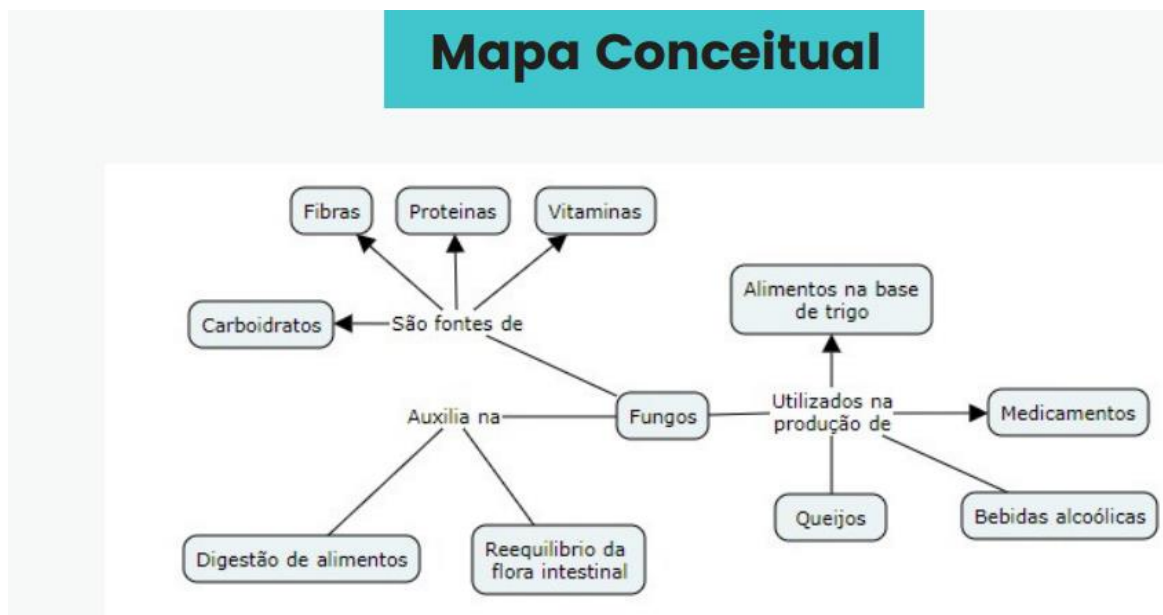 Mapa Conceitual
Fibras
Proteinas
Vitaminas
Carboidratos
São fontes de
Alimentos na base
de trigo
Auxilia na
Fungos
Utilizados na
produção de
Medicamentos
Queijos
Bebidas alcoólicas
Digestão de alimentos
Reequilibrio da
flora intestinal